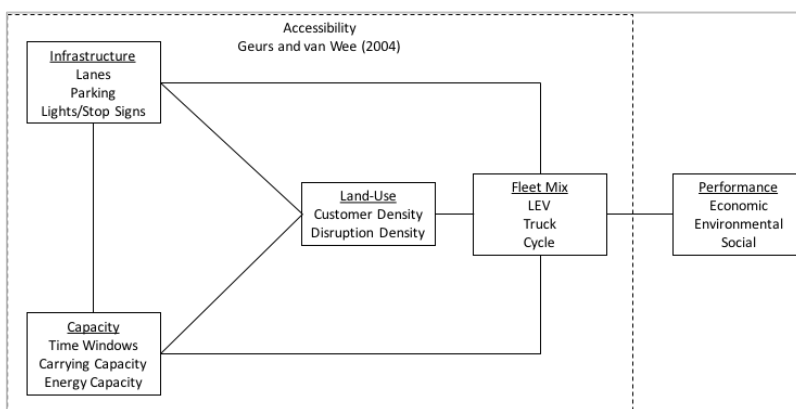 Accessibility
Geurs and van Wee (2004)
Infrastructure
Lanes
Parking
Lights/Stop Signs
Land-Use
Customer Density
Disruption Density
Fleet Mix
LEV
Truck
Cycle
Performance
Economic
Environmental
Social
Capacity
Time Windows
Carrying Capacity
Energy Capacity